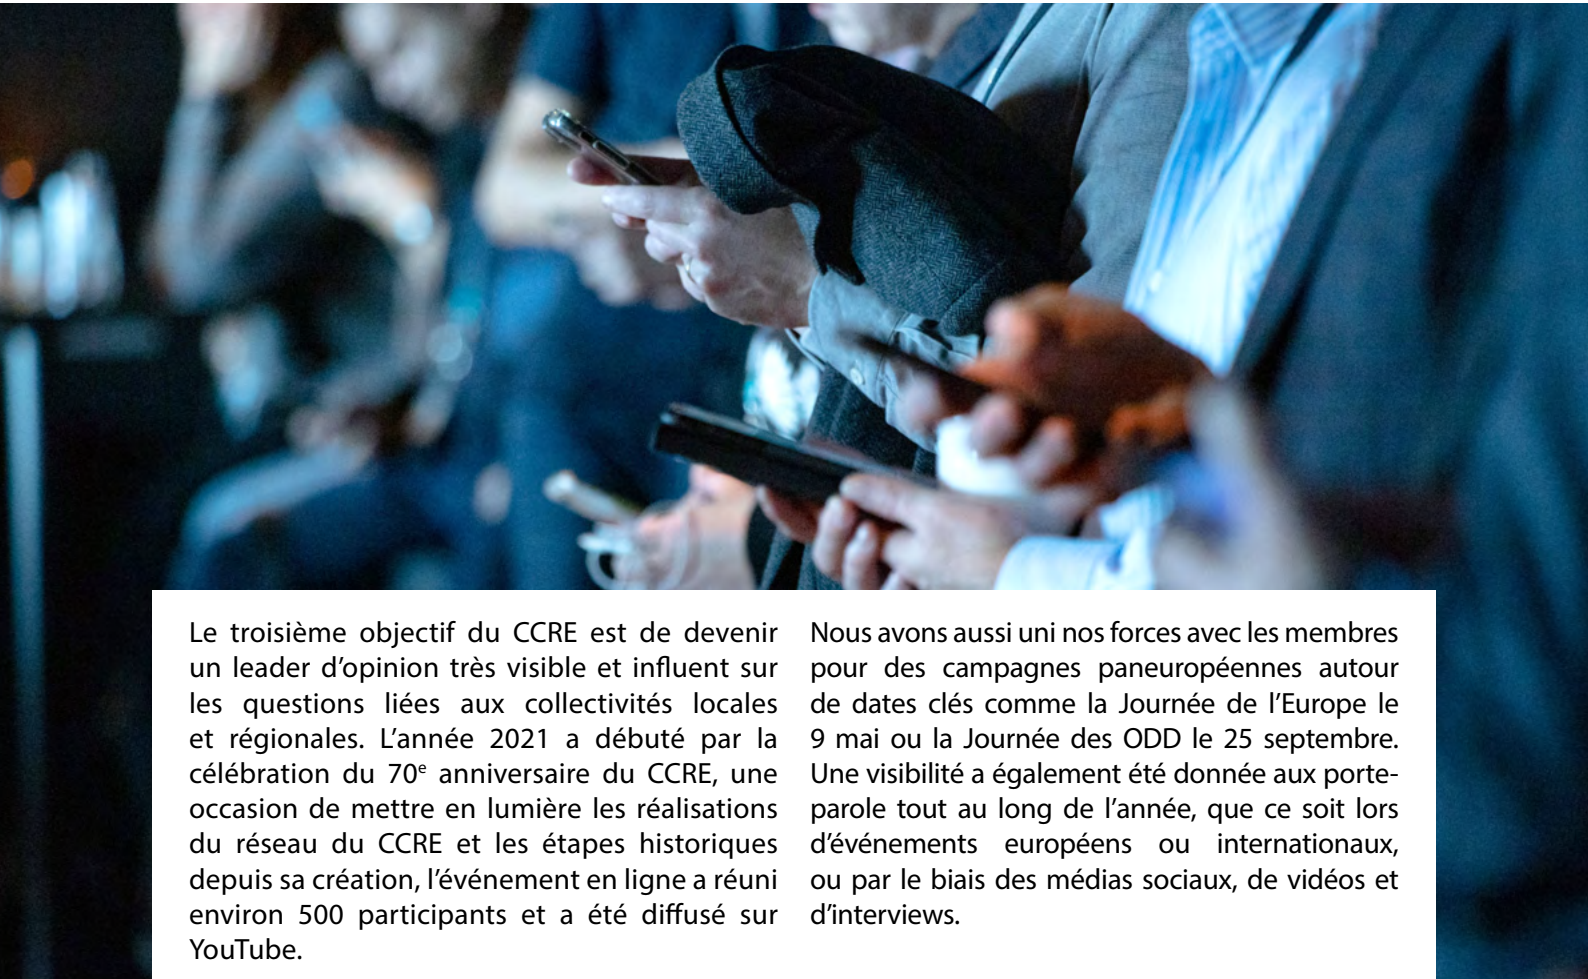 Le troisième objectif du CCRE est de devenir
un leader d’opinion très visible et influent sur
les questions liées aux collectivités locales
et régionales. L’année 2021 a débuté par la
célébration du 70e anniversaire du CCRE, une
occasion de mettre en lumière les réalisations
du réseau du CCRE et les étapes historiques
depuis sa création, l’événement en ligne a réuni
environ 500 participants et a été diffusé sur
YouTube.
Nous avons aussi uni nos forces avec les membres
pour des campagnes paneuropéennes autour
de dates clés comme la Journée de l’Europe le
9 mai ou la Journée des ODD le 25 septembre.
Une visibilité a également été donnée aux porte-
parole tout au long de l’année, que ce soit lors
d’événements européens ou internationaux,
ou par le biais des médias sociaux, de vidéos et
d’interviews.